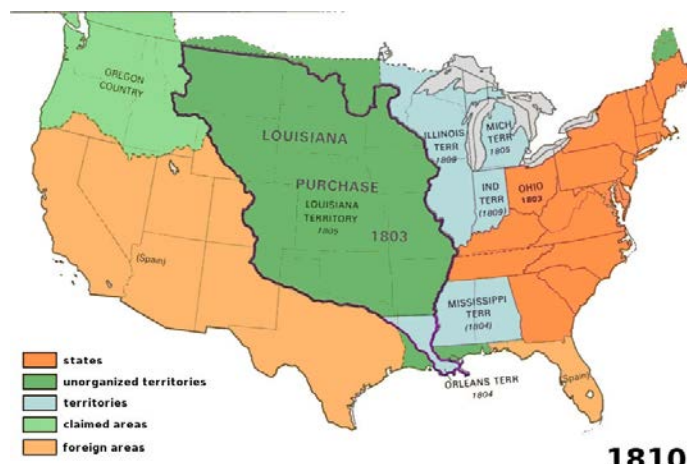 OREGON
COUNTRY
LOUISIANA
PURCHASE
LOUISIANA
TERRITORY
1805
1803
ILLINOIS
TERR
1809
MICH
TERR
1805
IND
TERR
(1809)
OHIO
1803
(Spain)
MISSISSIPPI
TERR
(1804)
ORLEANS TERR
1804
(Spain)
states
unorganized territories
territories
claimed areas
foreign areas
1810